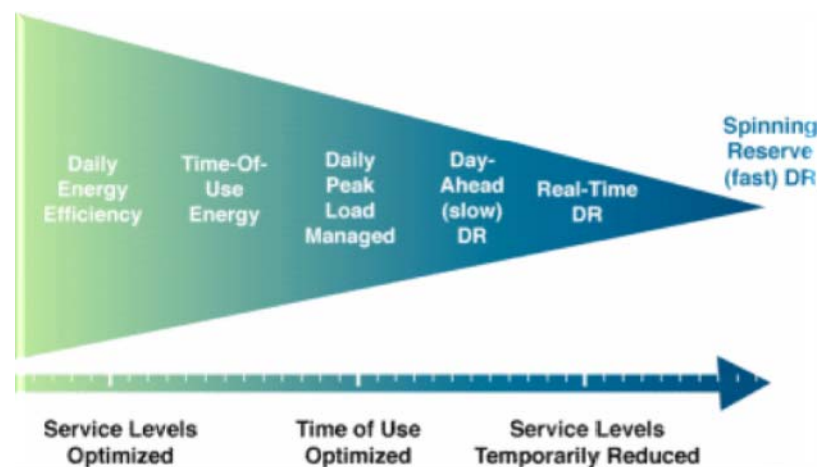 Daily
Energy
Efficiency
Time-Of-
Use
Energy
Daily
Peak
Load
Managed
Day-
Ahead
(slow)
DR
Real-Time
DR
Spinning
Reserve
(fast) DR
Service Levels
Optimized
Time of Use
Optimized
Service Levels
Temporarily Reduced